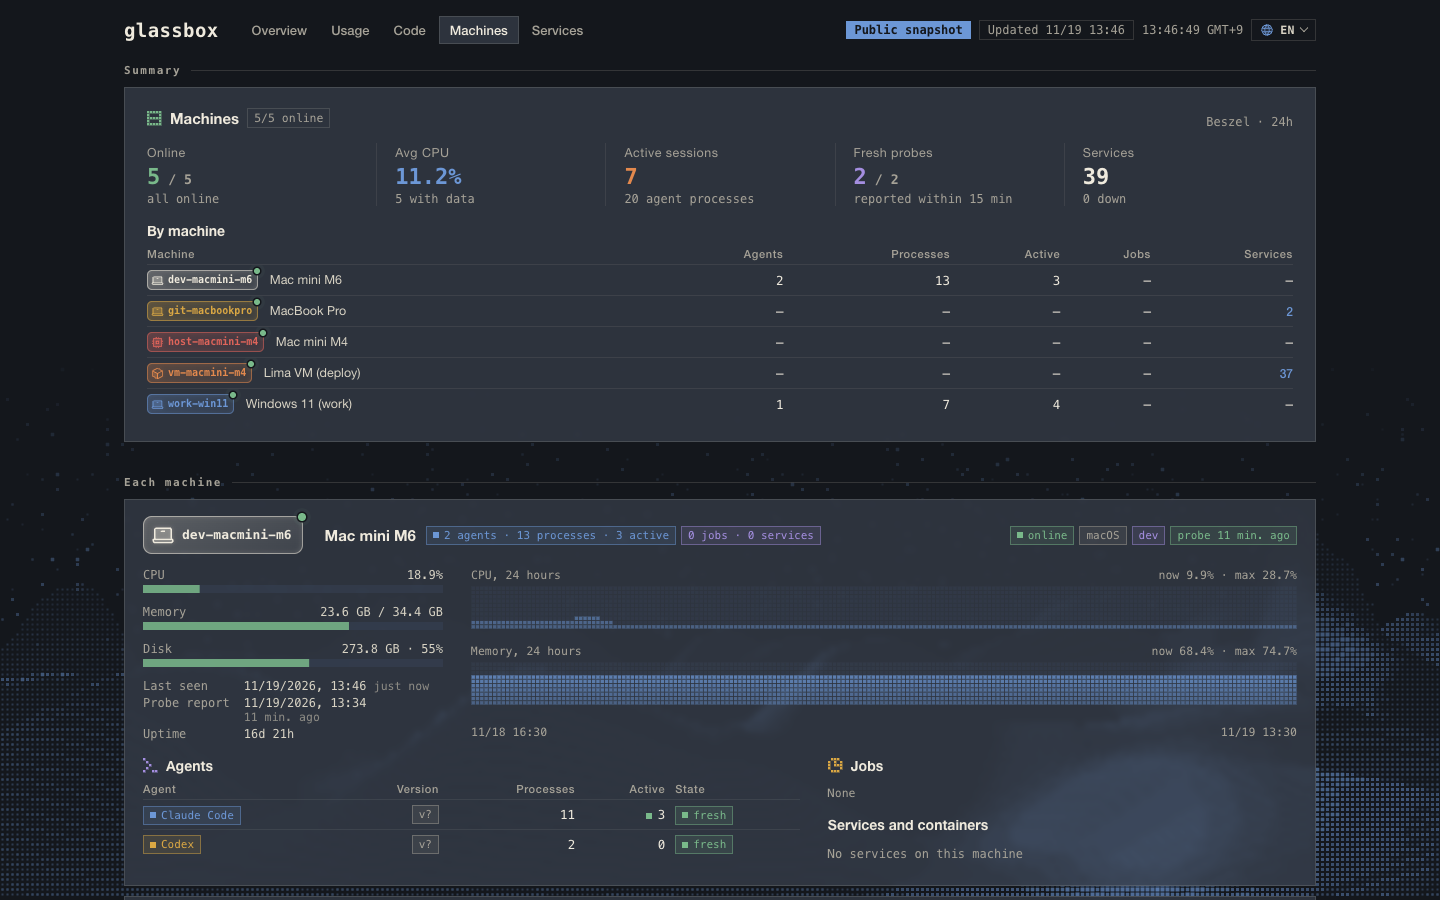 glassbox Overview Usage Code Machines Services Public snapshot Updated 11/19 13:46 13:46:49 GMT+9 EN
Summary
Machines 5/5 online Beszel · 24h
Online Avg CPU Active sessions Fresh probes Services
5 / 5 11.2% 7 2 / 2 39
all online 5 with data 20 agent processes reported within 15 min 0 down
By machine
Machine Agents Processes Active Jobs Services
dev-macmini-m6 Mac mini M6 2 13 3 – –
git-macbookpro MacBook Pro – – – – 2
host-macmini-m4 Mac mini M4 – – – – –
vm-macmini-m4 Lima VM (deploy) – – – – 37
work-win11 Windows 11 (work) 1 7 4 – –
Each machine
dev-macmini-m6 Mac mini M6 2 agents · 13 processes · 3 active 0 jobs · 0 services online macOS dev probe 11 min. ago
CPU 18.9% CPU, 24 hours now 9.9% · max 28.7%
Memory 23.6 GB / 34.4 GB
Disk 273.8 GB · 55% Memory, 24 hours now 68.4% · max 74.7%
Last seen 11/19/2026, 13:46 just now
Probe report 11/19/2026, 13:34
11 min. ago
Uptime 16d 21h 11/18 16:30 11/19 13:30
Agents Jobs
Agent Version Processes Active State None
Claude Code v? 11 3 fresh
Services and containers
Codex v? 2 0 fresh
No services on this machine